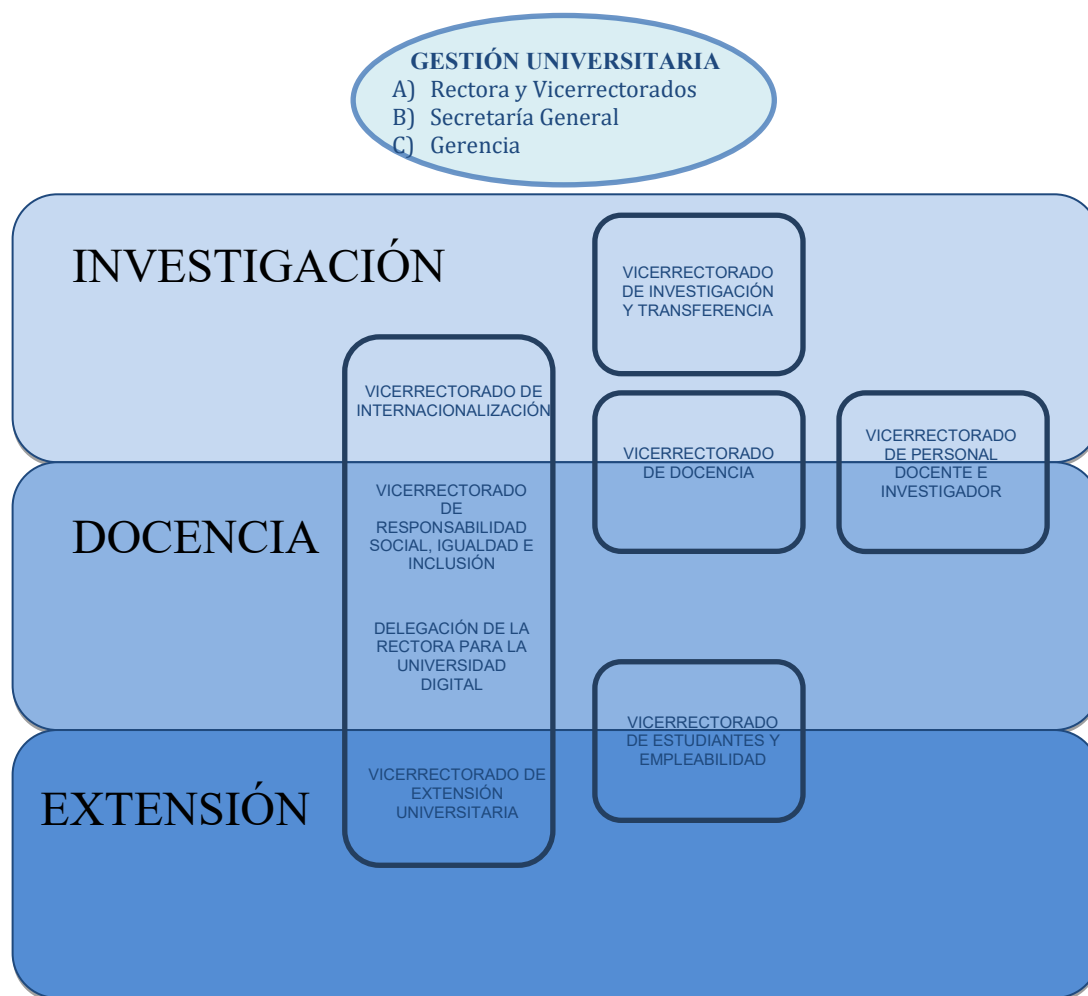 GESTIÓN UNIVERSITARIA
A) Rectora y Vicerrectorados
B) Secretaría General
C) Gerencia
INVESTIGACIÓN
VICERRECTORADO
DE INVESTIGACIÓN
Y TRANSFERENCIA
VICERRECTORADO DE
INTERNACIONALIZACIÓN
VICERRECTORADO
DE DOCENCIA
VICERRECTORADO
DE PERSONAL
DOCENTE E
INVESTIGADOR
DOCENCIA
VICERRECTORADO
DE
RESPONSABILIDAD
SOCIAL, IGUALDAD E
INCLUSIÓN
DELEGACIÓN DE LA
RECTORA PARA LA
UNIVERSIDAD
DIGITAL
VICERRECTORADO
DE ESTUDIANTES Y
EMPLEABILIDAD
EXTENSIÓN
VICERRECTORADO DE
EXTENSIÓN
UNIVERSITARIA